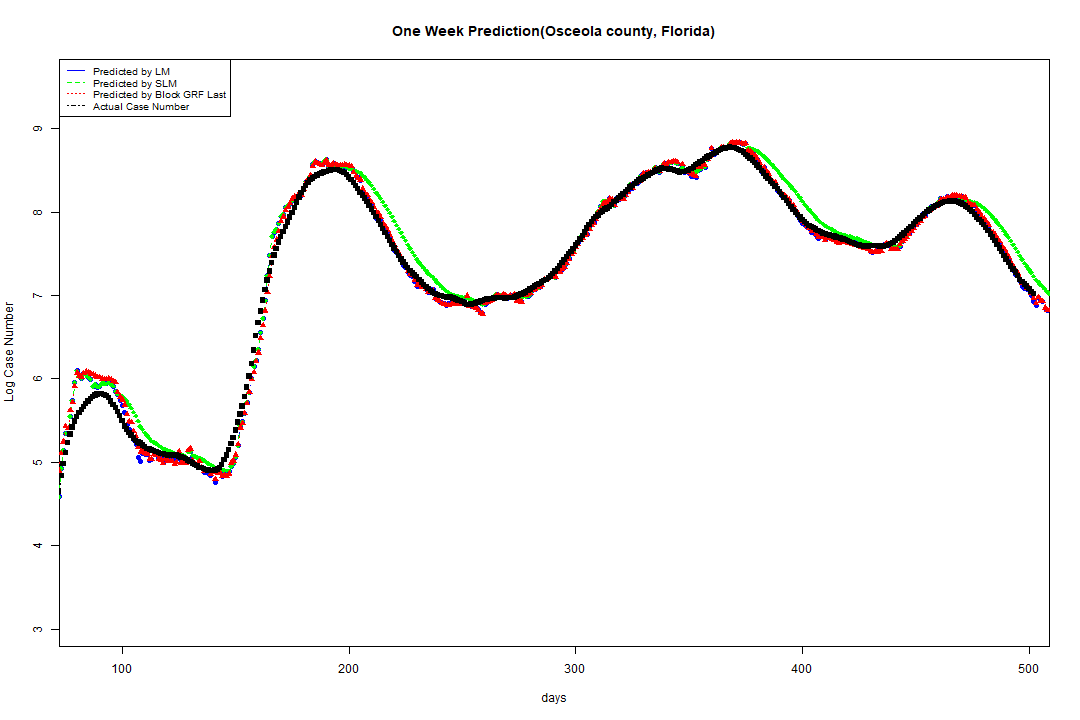 One Week Prediction(Osceola county, Florida)
Predicted by LM
Predicted by SLM
Predicted by Block GRF Last
Actual Case Number
9
8
7
6
5
4
3
Log Case Number
100 200 300 400 500
days